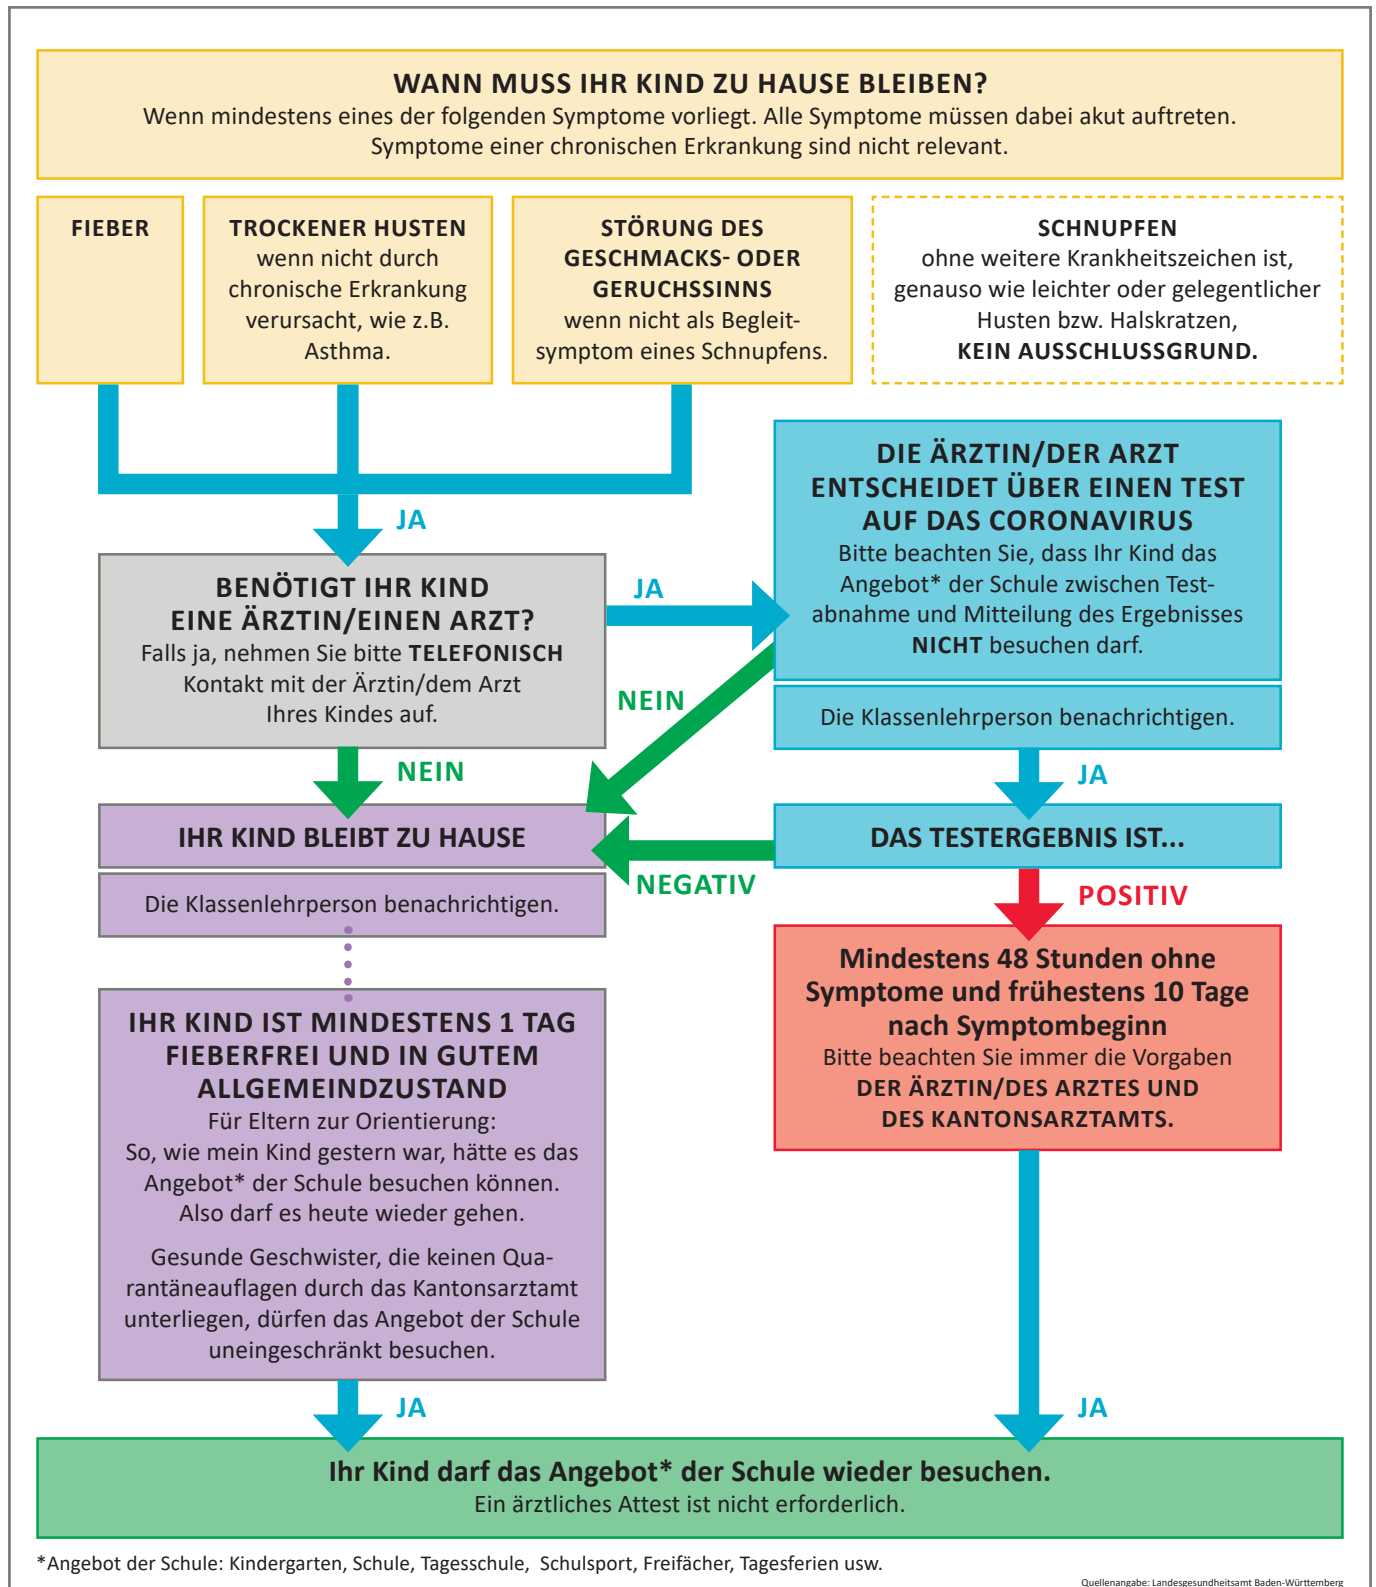 WANN MUSS IHR KIND ZU HAUSE BLEIBEN?
Wenn mindestens eines der folgenden Symptome vorliegt. Alle Symptome müssen dabei akut auftreten.
Symptome einer chronischen Erkrankung sind nicht relevant.
FIEBER
TROCKENER HUSTEN
wenn nicht durch
chronische Erkrankung
verursacht, wie z.B.
Asthma.
STÖRUNG DES
GESCHMACKS- ODER
GERUCHSSINNS
wenn nicht als Begleit-
symptom eines Schnupfens.
SCHNUPFEN
ohne weitere Krankheitszeichen ist,
genauso wie leichter oder gelegentlicher
Husten bzw. Halskratzen,
KEIN AUSSCHLUSSGRUND.
JA
BENÖTIGT IHR KIND
EINE ÄRZTIN/EINEN ARZT?
Falls ja, nehmen Sie bitte TELEFONISCH
Kontakt mit der Ärztin/dem Arzt
Ihres Kindes auf.
JA
DIE ÄRZTIN/DER ARZT
ENTSCHEIDET ÜBER EINEN TEST
AUF DAS CORONAVIRUS
Bitte beachten Sie, dass Ihr Kind das
Angebot* der Schule zwischen Test-
abnahme und Mitteilung des Ergebnisses
NICHT besuchen darf.
Die Klassenlehrperson benachrichtigen.
NEIN
NEIN
JA
IHR KIND BLEIBT ZU HAUSE
Die Klassenlehrperson benachrichtigen.
DAS TESTERGEBNIS IST...
NEGATIV
POSITIV
Mindestens 48 Stunden ohne
Symptome und frühestens 10 Tage
nach Symptombeginn
Bitte beachten Sie immer die Vorgaben
DER ÄRZTIN/DES ARZTES UND
DES KANTONSARZTAMTS.
IHR KIND IST MINDESTENS 1 TAG
FIEBERFREI UND IN GUTEM
ALLGEMEINDZUSTAND
Für Eltern zur Orientierung:
So, wie mein Kind gestern war, hätte es das
Angebot* der Schule besuchen können.
Also darf es heute wieder gehen.
Gesunde Geschwister, die keinen Qua-
rantäneauflagen durch das Kantonsarztamt
unterliegen, dürfen das Angebot der Schule
uneingeschränkt besuchen.
JA
JA
Ihr Kind darf das Angebot* der Schule wieder besuchen.
Ein ärztliches Attest ist nicht erforderlich.
*Angebot der Schule: Kindergarten, Schule, Tagesschule, Schulsport, Freifächer, Tagesferien usw.
Quellenangabe: Landesgesundheitsamt Baden-Württemberg